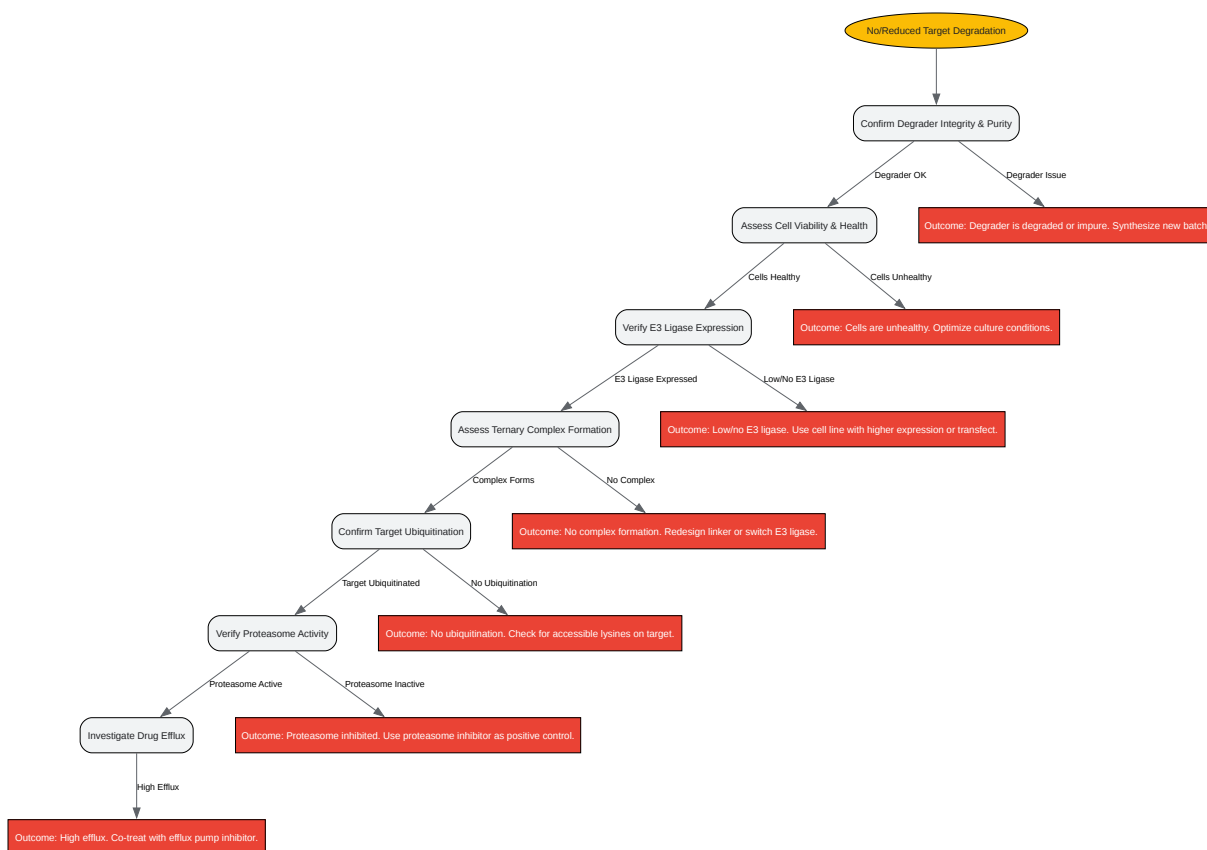 No/Reduced Target Degradation
Confirm Degrader Integrity & Purity
Degrader OK
Degrader Issue
Assess Cell Viability & Health
Outcome: Degrader is degraded or impure. Synthesize new batch
Cells Healthy
Cells Unhealthy
Verify E3 Ligase Expression
Outcome: Cells are unhealthy. Optimize culture conditions.
E3 Ligase Expressed
Low/No E3 Ligase
Assess Ternary Complex Formation
Outcome: Low/no E3 ligase. Use cell line with higher expression or transfect.
Complex Forms
No Complex
Confirm Target Ubiquitination
Outcome: No complex formation. Redesign linker or switch E3 ligase.
Target Ubiquitinated
No Ubiquitination
Verify Proteasome Activity
Outcome: No ubiquitination. Check for accessible lysines on target.
Proteasome Active
Proteasome Inactive
Investigate Drug Efflux
Outcome: Proteasome inhibited. Use proteasome inhibitor as positive control.
High Efflux
Outcome: High efflux. Co-treat with efflux pump inhibitor.